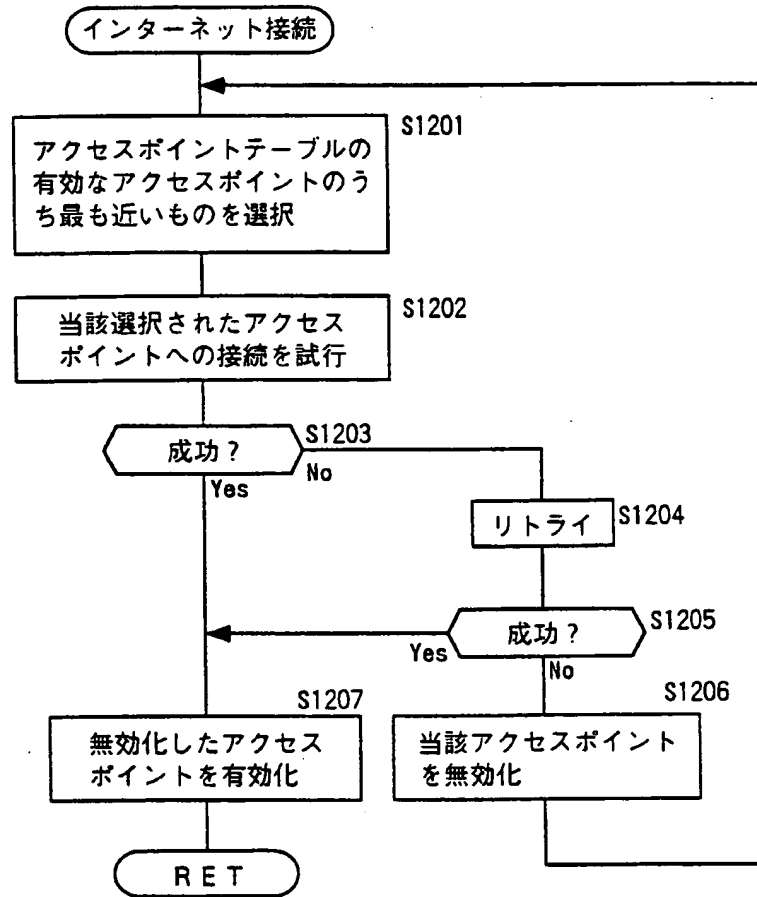 インターネット接続
S1201
アクセスポイントテーブルの
有効なアクセスポイントのう
ち最も近いものを選択
S1202
当該選択されたアクセス
ポイントへの接続を試行
S1203
成功?
No
Yes
リトライ
S1204
成功?
S1205
Yes
No
S1207
無効化したアクセス
ポイントを有効化
S1206
当該アクセスポイント
を無効化
RET